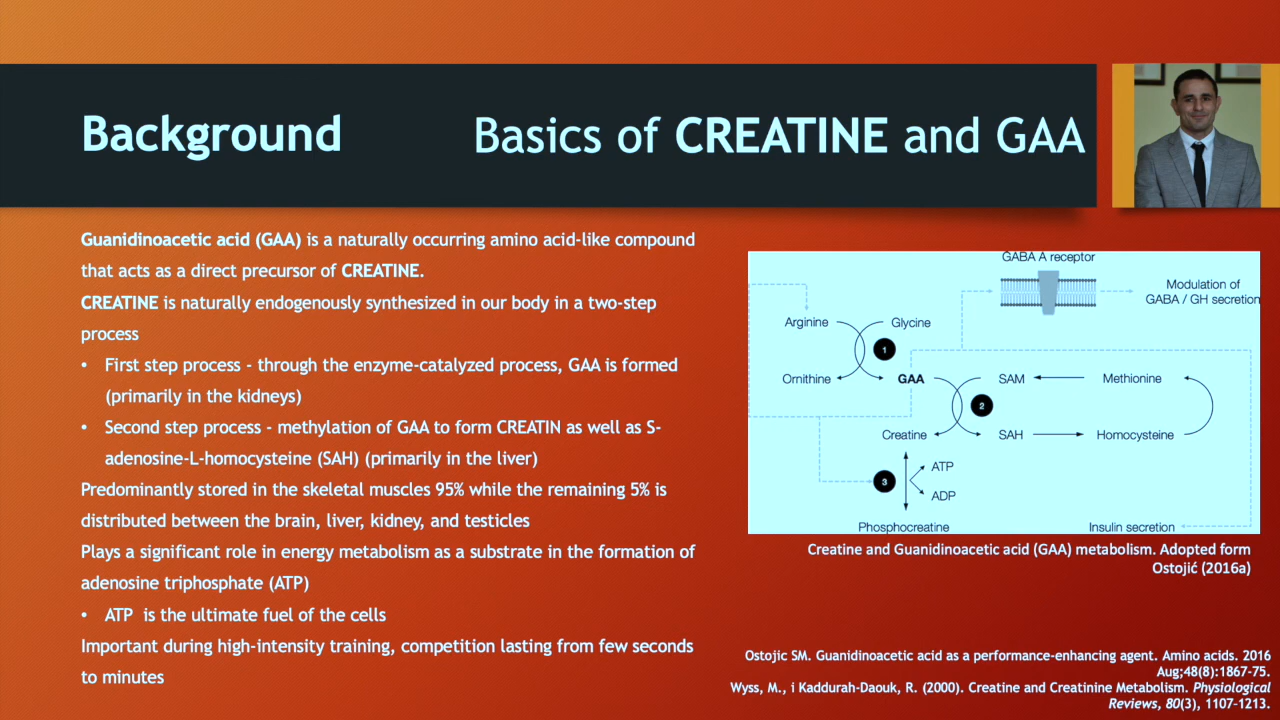 Background
Basics of CREATINE and GAA
Guanidinoacetic acid (GAA) is a naturally occurring amino acid-like compound
that acts as a direct precursor of CREATINE.
CREATINE is naturally endogenously synthesized in our body in a two-step
process
• First step process - through the enzyme-catalyzed process, GAA is formed
(primarily in the kidneys)
• Second step process - methylation of GAA to form CREATIN as well as S-
adenosine-L-homocysteine (SAH) (primarily in the liver)
Predominantly stored in the skeletal muscles 95% while the remaining 5% is
distributed between the brain, liver, kidney, and testicles
Plays a significant role in energy metabolism as a substrate in the formation of
adenosine triphosphate (ATP)
• ATP is the ultimate fuel of the cells
Important during high-intensity training, competition lasting from few seconds
to minutes
GABA A receptor
Modulation of
GABA / GH secretion
Arginine
Glycine
1
Ornithine
GAA
SAM
Methionine
2
Creatine
SAH
Homocysteine
ATP
3
ADP
Phosphocreatine
Insulin secretion
Creatine and Guanidinoacetic acid (GAA) metabolism. Adopted form
Ostojić (2016a)
Ostojic SM. Guanidinoacetic acid as a performance-enhancing agent. Amino acids. 2016
Aug;48(8):1867-75.
Wyss, M., i Kaddurah-Daouk, R. (2000). Creatine and Creatinine Metabolism. Physiological
Reviews, 80(3), 1107–1213.